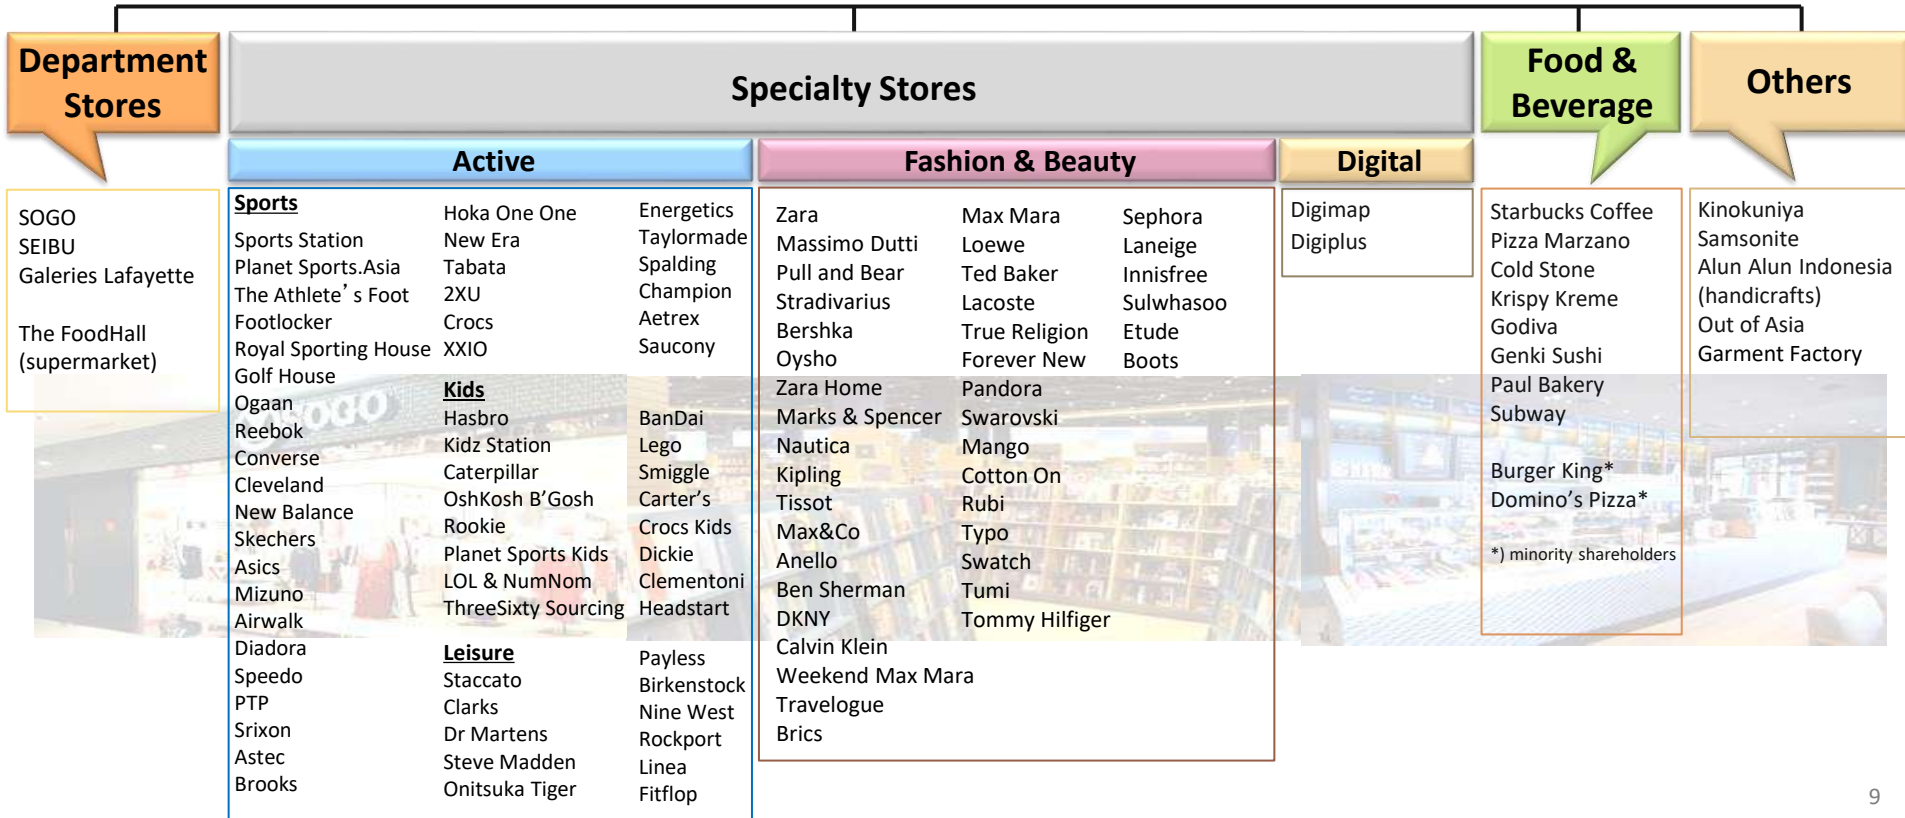 Department
Stores
Specialty Stores
Food &
Beverage
Others
Active
Fashion & Beauty
Digital
SOGO
SEIBU
Galeries Lafayette
The FoodHall
(supermarket)
Sports
Sports Station
Planet Sports.Asia
The Athlete’s Foot
Footlocker
Royal Sporting House
Golf House
Ogaan
Reebok
Converse
Cleveland
New Balance
Skechers
Asics
Mizuno
Airwalk
Diadora
Speedo
PTP
Srixon
Astec
Brooks
Hoka One One
New Era
Tabata
2XU
Crocs
XXIO
Energetics
Taylormade
Spalding
Champion
Aetrex
Saucony
Kids
Hasbro
Kidz Station
Caterpillar
OshKosh B’Gosh
Rookie
Planet Sports Kids
LOL & NumNom
ThreeSixty Sourcing
BanDai
Lego
Smiggle
Carter’s
Crocs Kids
Dickie
Clementoni
Headstart
Leisure
Staccato
Clarks
Dr Martens
Steve Madden
Onitsuka Tiger
Payless
Birkenstock
Nine West
Rockport
Linea
Fitflop
Zara
Massimo Dutti
Pull and Bear
Stradivarius
Bershka
Oysho
Zara Home
Marks & Spencer
Nautica
Kipling
Tissot
Max&Co
Anello
Ben Sherman
DKNY
Calvin Klein
Weekend Max Mara
Travelogue
Brics
Max Mara
Loewe
Ted Baker
Lacoste
True Religion
Forever New
Pandora
Swarovski
Mango
Cotton On
Rubi
Typo
Swatch
Tumi
Tommy Hilfiger
Sephora
Laneige
Innisfree
Sulwhasoo
Etude
Boots
Digimap
Digiplus
Starbucks Coffee
Pizza Marzano
Cold Stone
Krispy Kreme
Godiva
Genki Sushi
Paul Bakery
Subway
Burger King*
Domino’s Pizza*
*) minority shareholders
Kinokuniya
Samsonite
Alun Alun Indonesia
(handicrafts)
Out of Asia
Garment Factory
SOGO
9